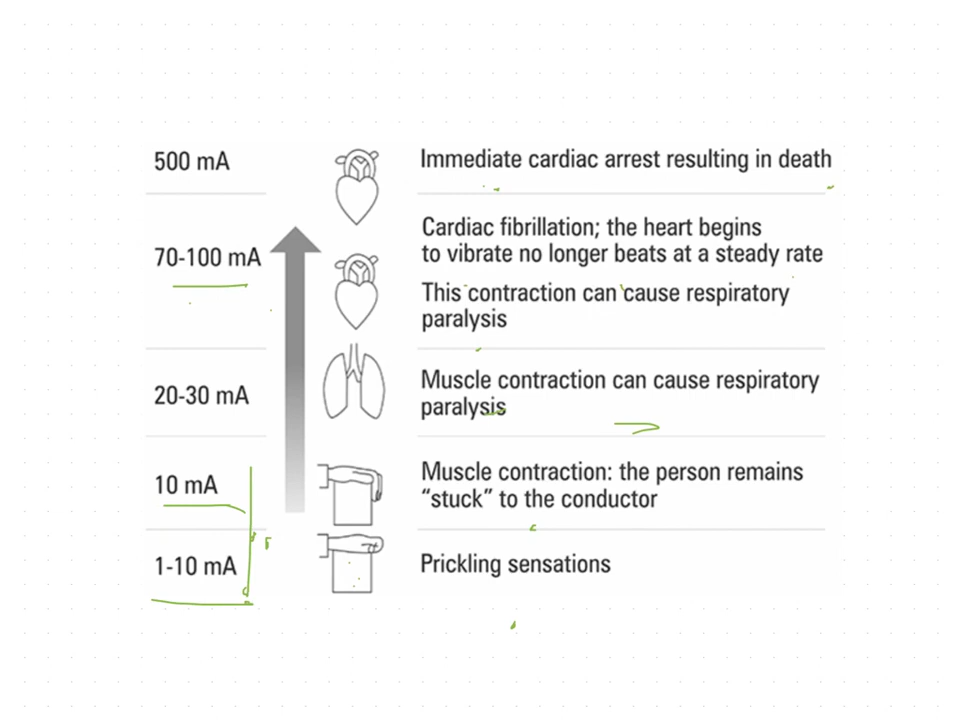 500 mA
Immediate cardiac arrest resulting in death
70-100 mA
Cardiac fibrillation; the heart begins
to vibrate no longer beats at a steady rate
This contraction can cause respiratory
paralysis
20-30 mA
Muscle contraction can cause respiratory
paralysis
10 mA
Muscle contraction: the person remains
“stuck” to the conductor
1-10 mA
Prickling sensations